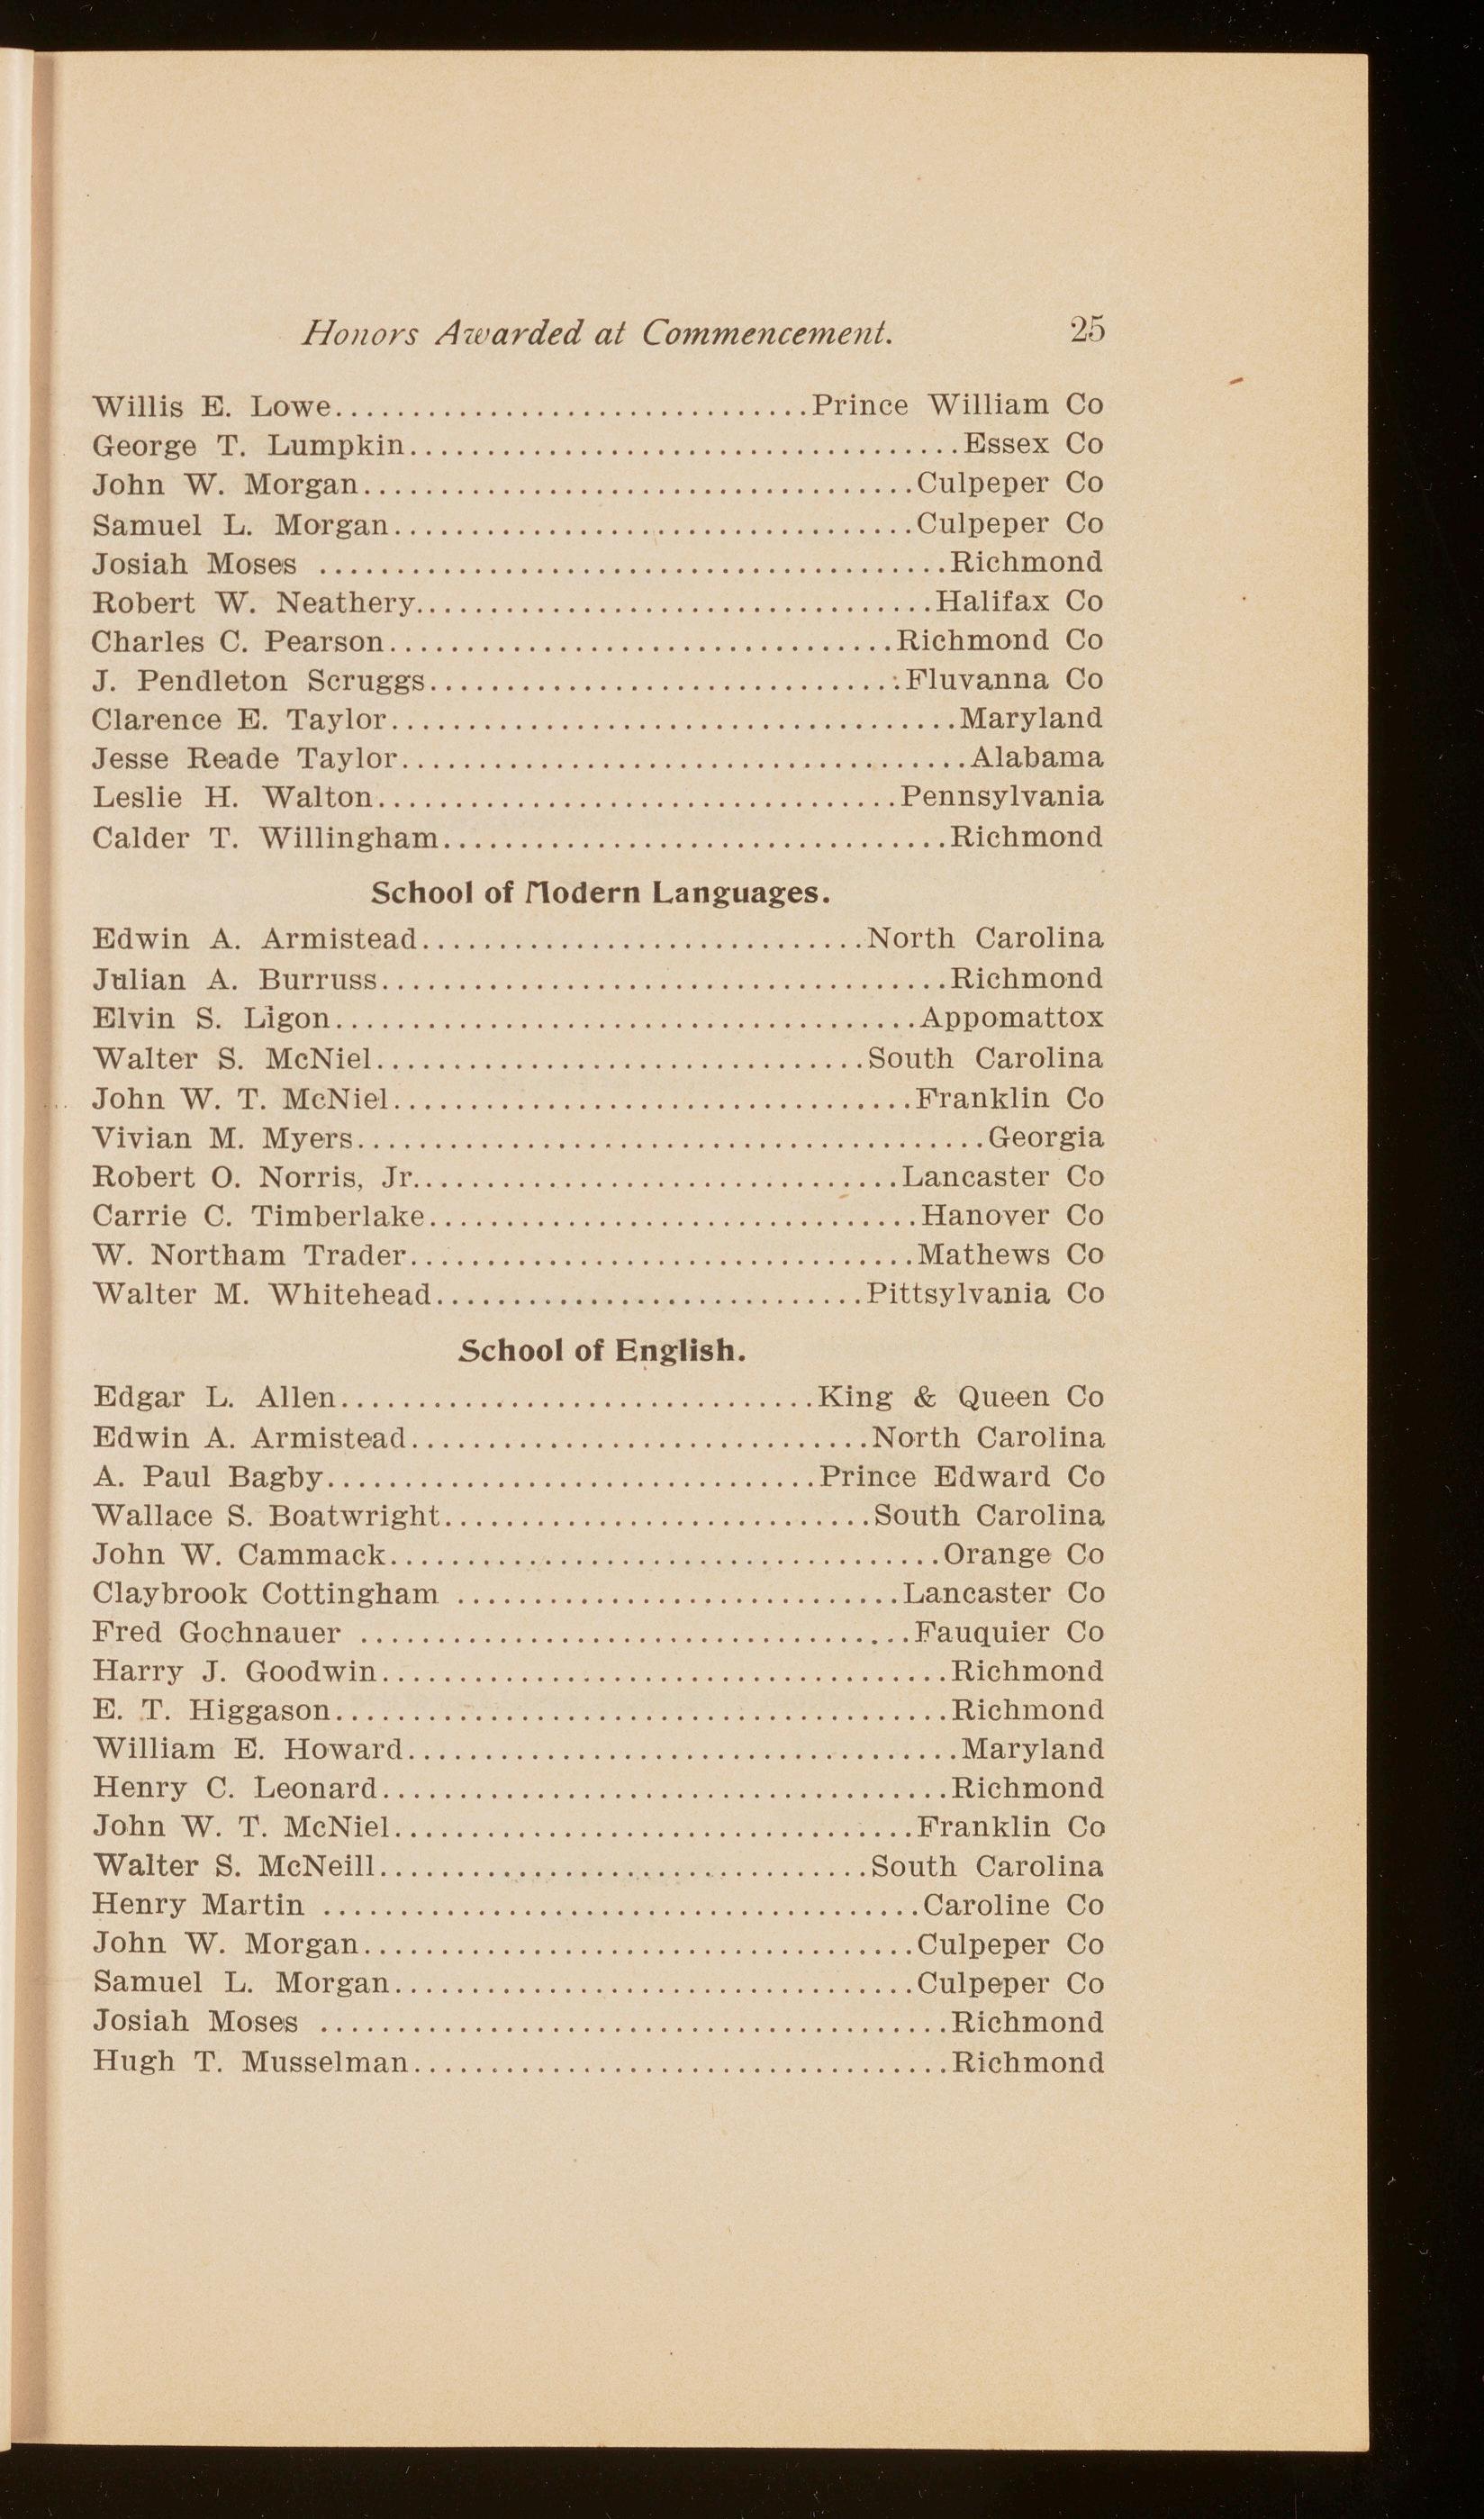 Honors Awarded at Commencement. 25
Willis E. Lowe..............................Prince William Co
George T. Lumpkin...................................Essex Co
John W. Morgan...................................Culpeper Co
Samuel L. Morgan.................................Culpeper Co
Josiah Moses ........................................Richmond
Robert W. Neathery.................................Halifax Co
Charles C. Pearson................................Richmond Co
J. Pendleton Scruggs..............................:Fluvanna Co
Clarence E. Taylor....................................Maryland
Jesse Reade Taylor....................................Alabama
Leslie H. Walton.................................Pennsylvania
Calder T. Willingham................................Richmond
School of Modern Languages.
Edwin A. Armistead............................North Carolina
Julian A. Burruss....................................Richmond
Elvin S. Ligon.....................................Appomattox
Walter S. McNiel...............................South Carolina
John W. T. McNiel.................................Franklin Co
Vivian M. Myers........................................Georgia
Robert O. Norris, Jr...............................Lancaster Co
Carrie C. Timberlake...............................Hanover Co
W. Northam Trader................................Mathews Co
Walter M. Whitehead...........................Pittsylvania Co
School of English.
Edgar L. Allen..............................King & Queen Co
Edwin A. Armistead.............................North Carolina
A. Paul Bagby...............................Prince Edward Co
Wallace S. Boatwright...........................South Carolina
John W. Cammack...................................Orange Co
Claybrook Cottingham ............................Lancaster Co
Fred Gochnauer ...................................Fauquier Co
Harry J. Goodwin....................................Richmond
E. T. Higgason.......................................Richmond
William E. Howard...................................Maryland
Henry C. Leonard....................................Richmond
John W. T. McNiel.................................Franklin Co
Walter S. McNeill...............................South Carolina
Henry Martin ......................................Caroline Co
John W. Morgan...................................Culpeper Co
Samuel L. Morgan.................................Culpeper Co
Josiah Moses ........................................Richmond
Hugh T. Musselman..................................Richmond